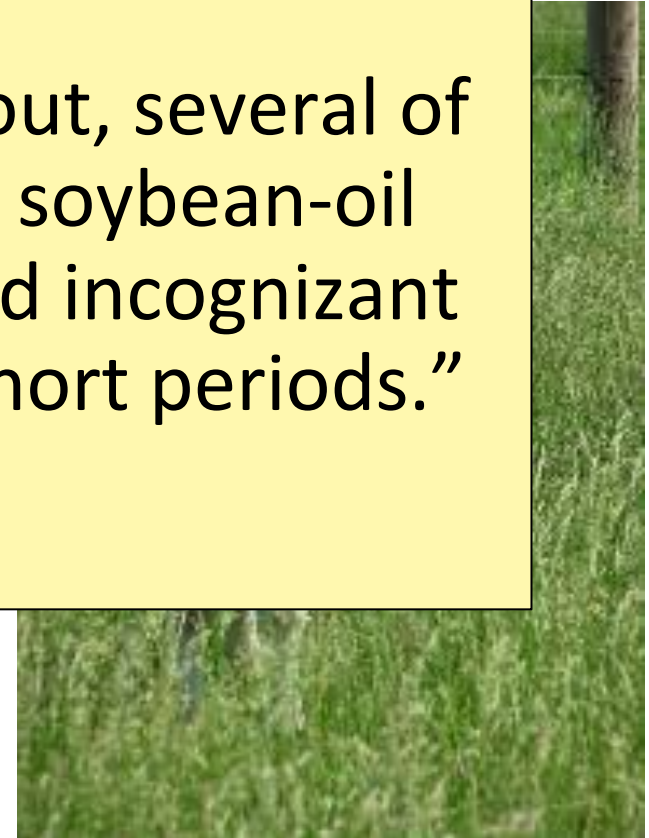 out, several of
soybean-oil
d incognizant
hort periods.”